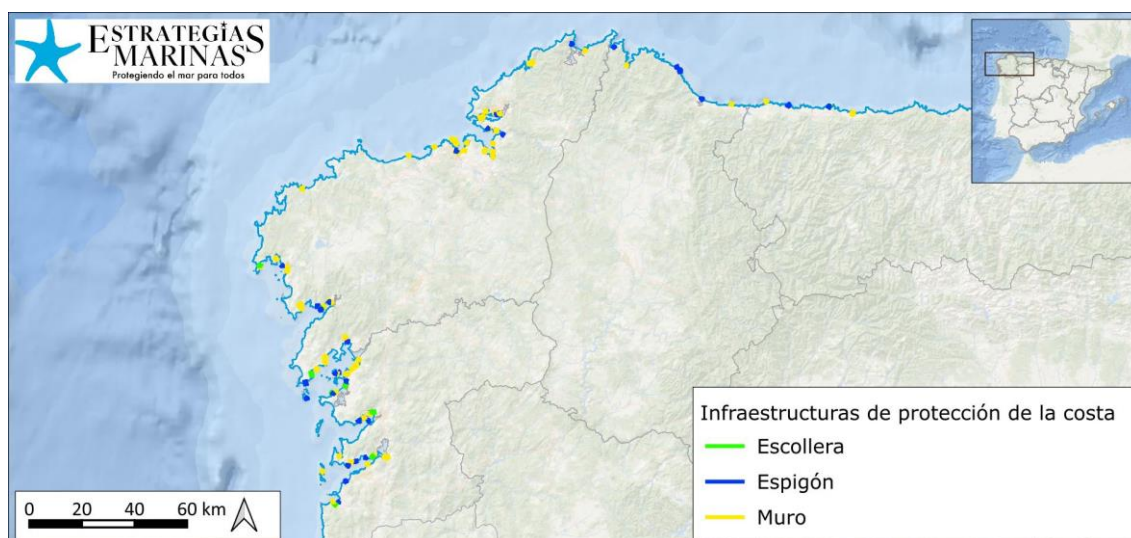 ESTRATEGIAS
MARINAS
Protegiendo el mar para todos
Infraestructuras de protección de la costa
Escollera
Espigón
Muro
0 20 40 60 km